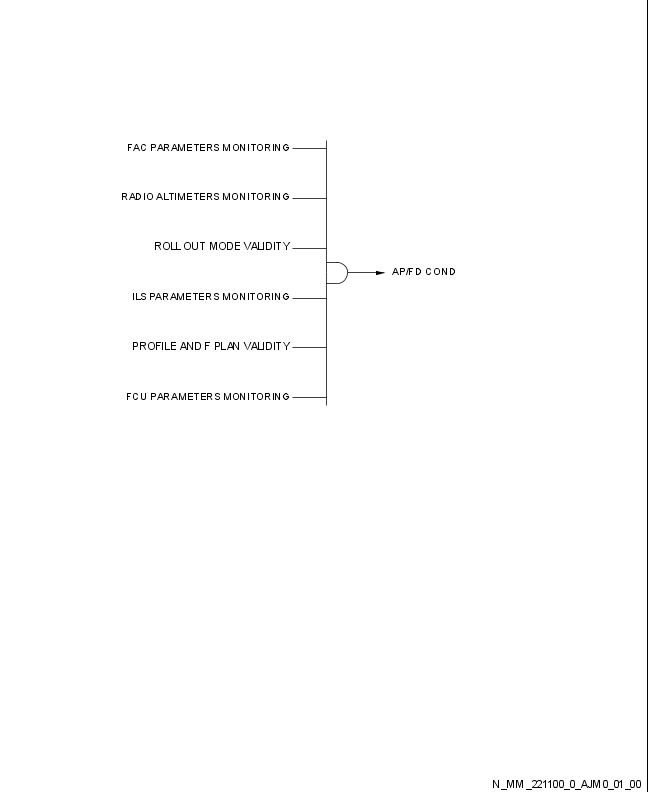 FAC PARAMETERS MONITORING
RADIO ALTIMETERS MONITORING
ROLL OUT MODE VALIDITY
AP/FD COND
ILS PARAMETERS MONITORING
PROFILE AND F PLAN VALIDITY
FCU PARAMETERS MONITORING
N_MM_221100_0_AJM0_01_00